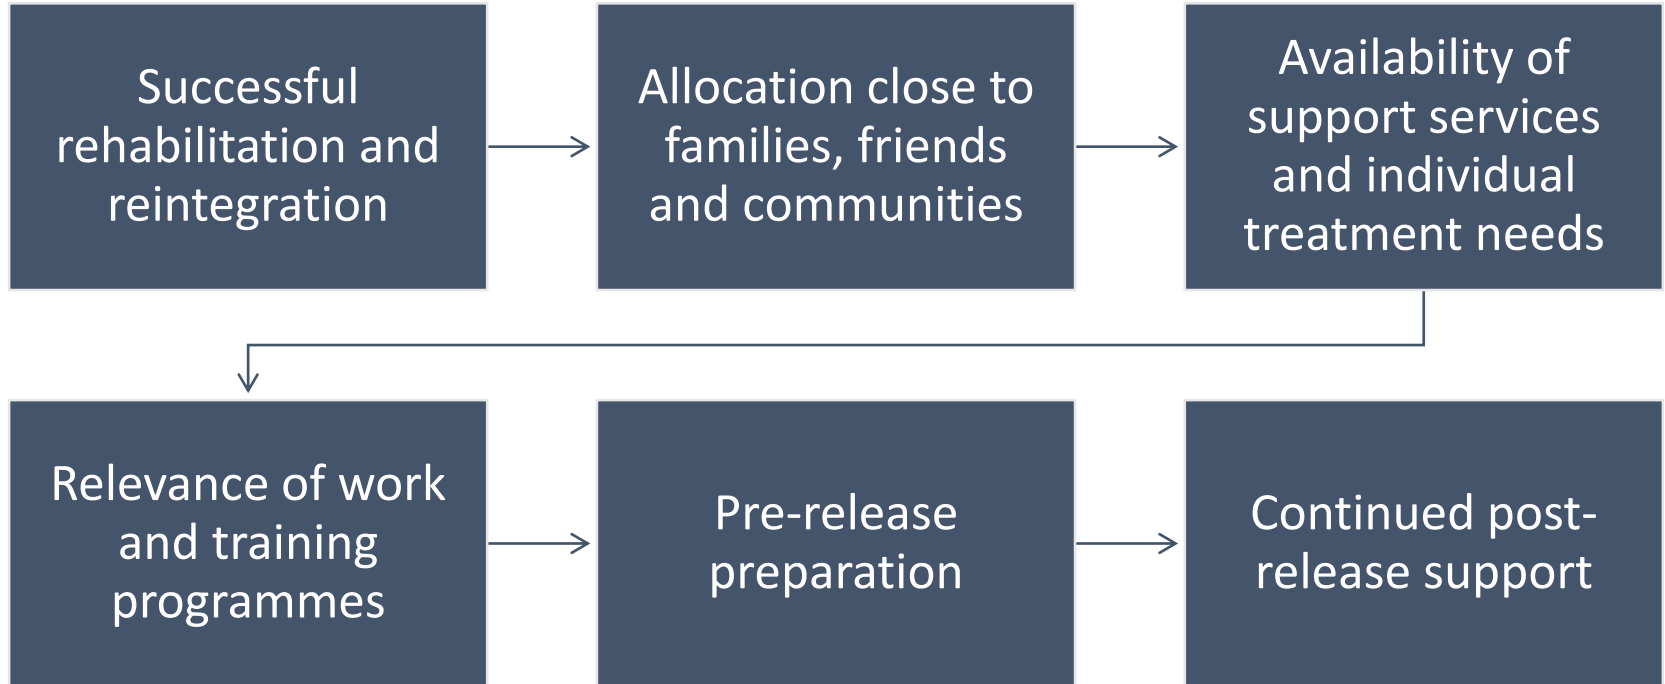 Successful
rehabilitation and
reintegration
Allocation close to
families, friends
and communities
Availability of
support services
and individual
treatment needs
Relevance of work
and training
programmes
Pre-release
preparation
Continued post-
release support